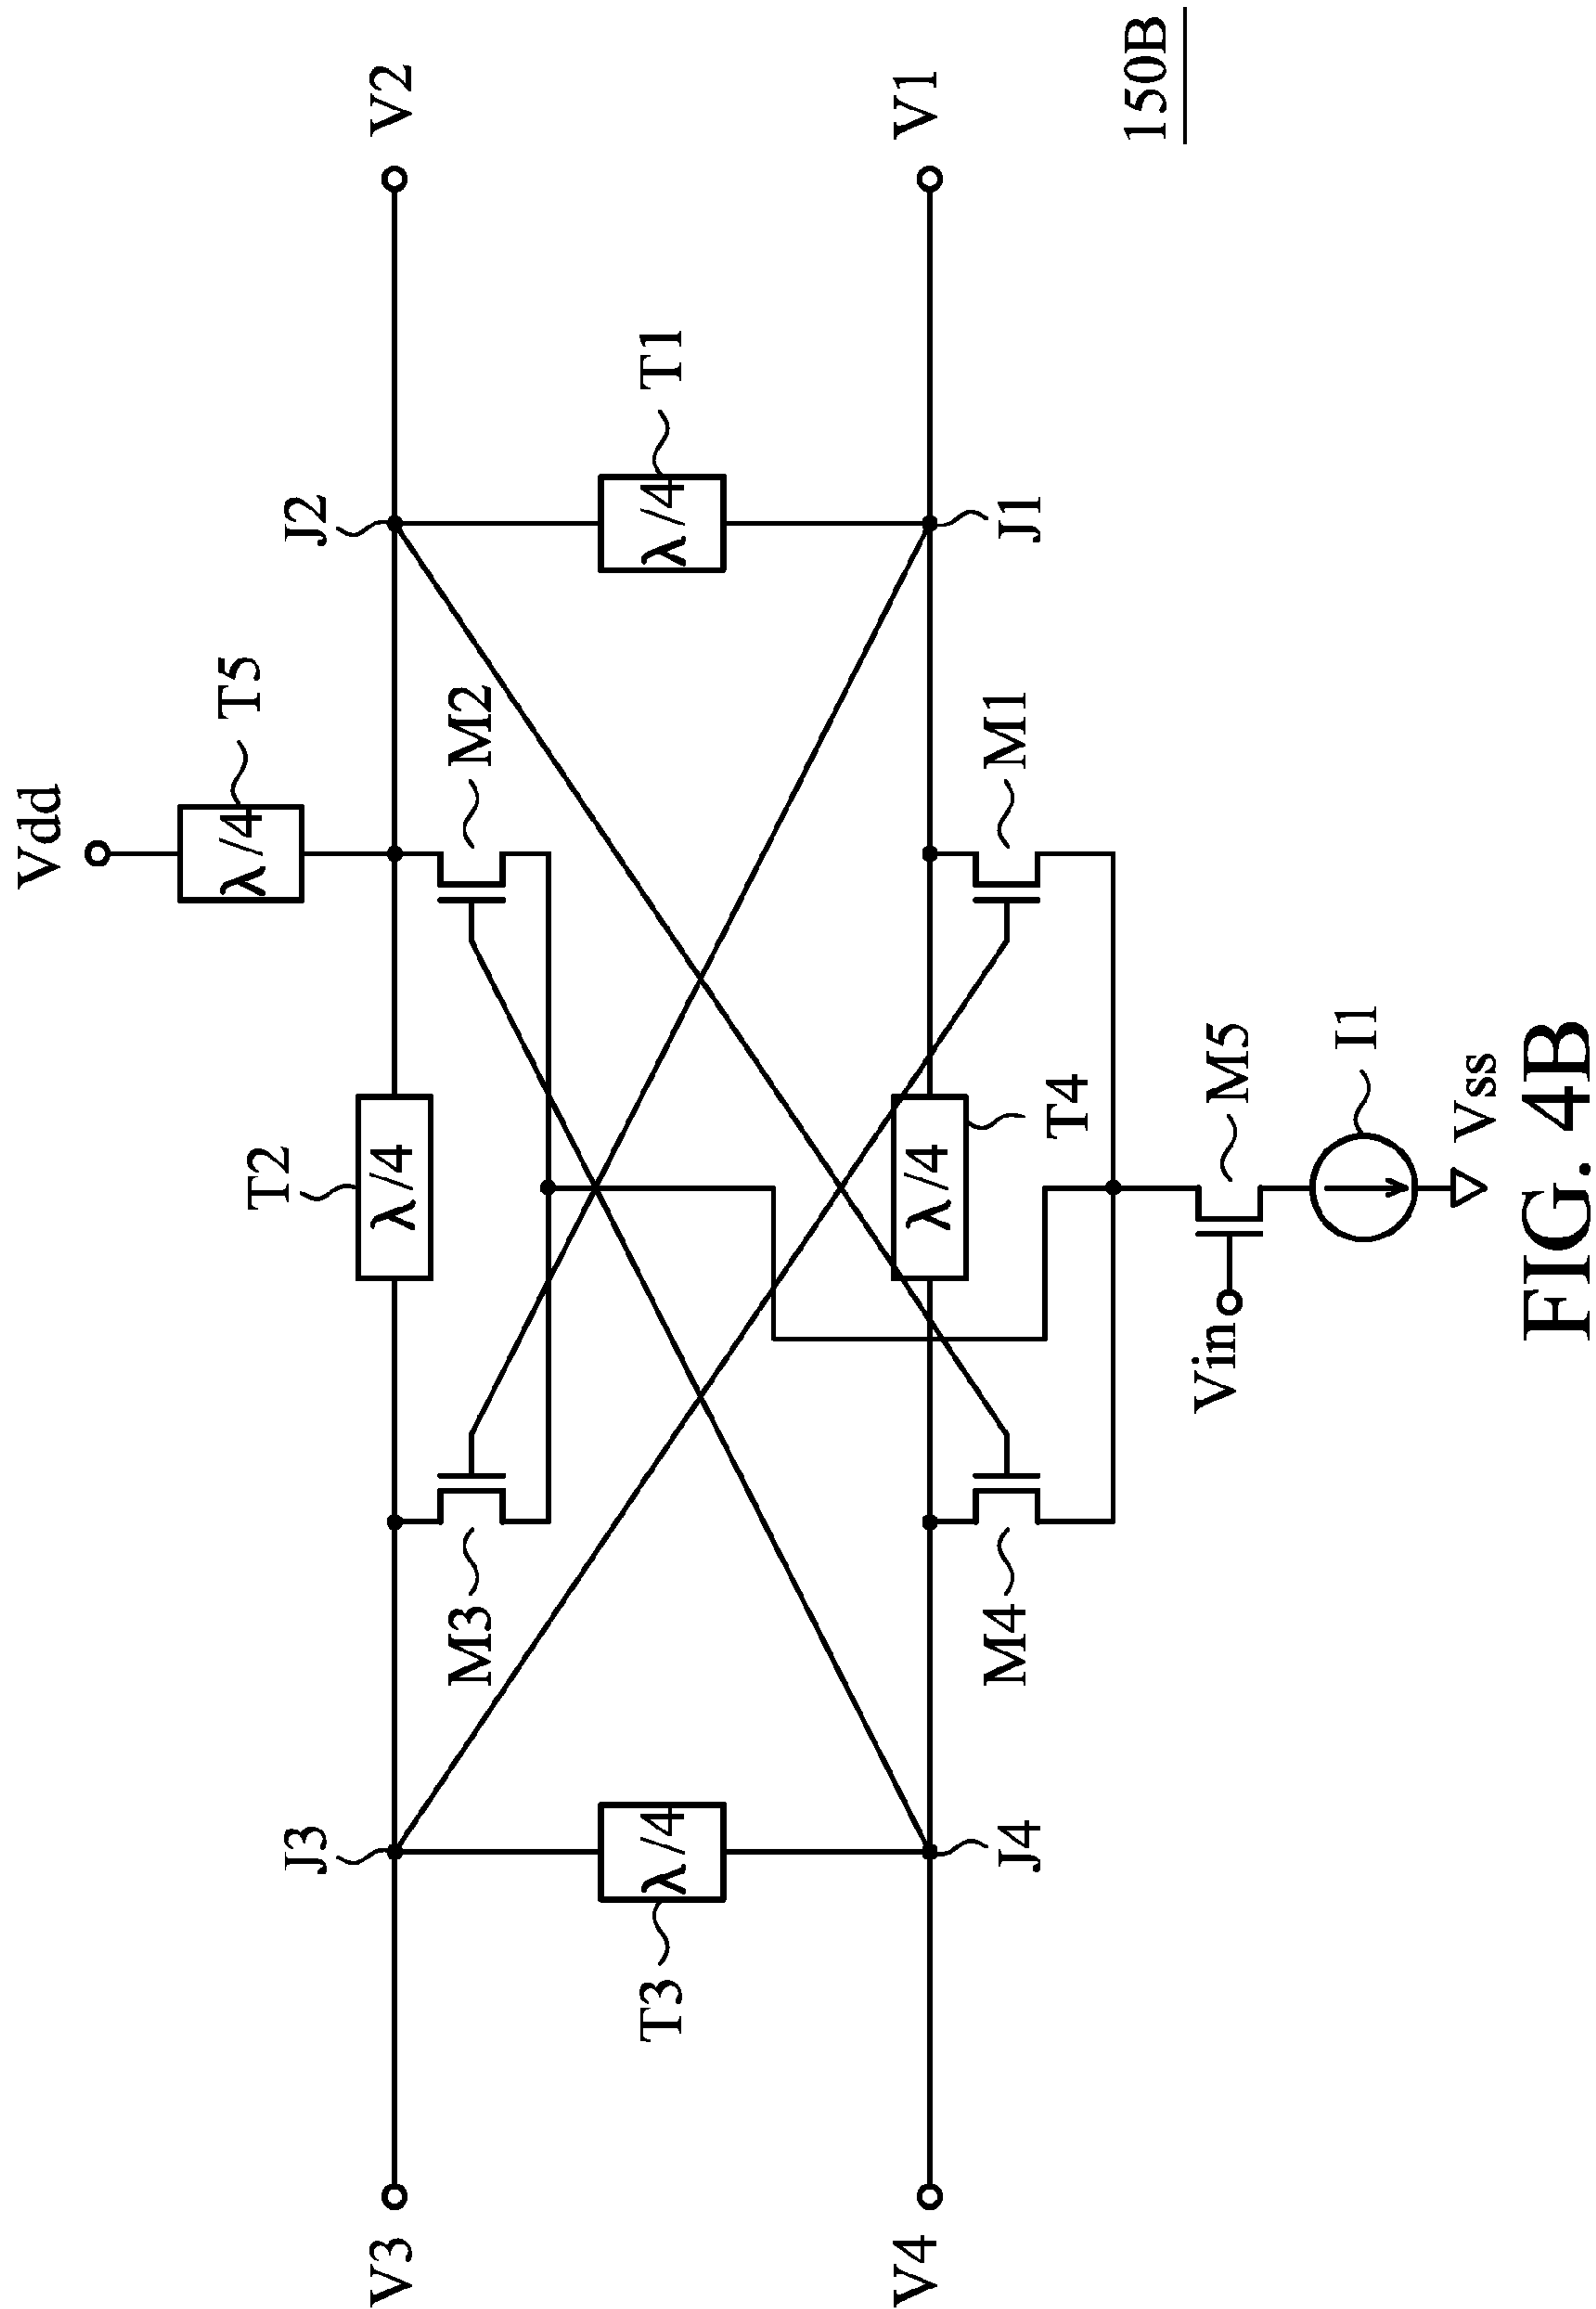 Vdd
T5
V3
J3
T2
J2
V2
λ/4
λ/4
M3
M2
T3
λ/4
λ/4
T1
V4
J4
M4
λ/4
T4
M1
J1
V1
Vin
M5
I1
Vss
150B
FIG. 4B